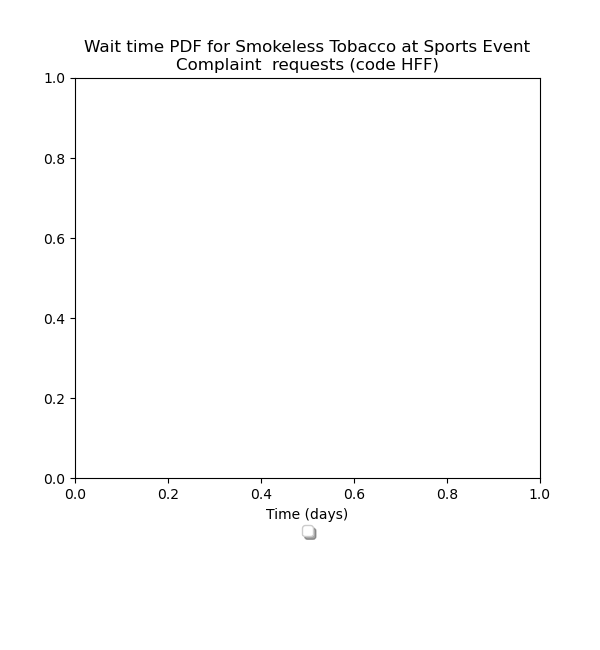 Wait time PDF for Smokeless Tobacco at Sports Event
Complaint  requests (code HFF)
1.0
0.8
0.6
0.4
0.2
0.0
0.0 0.2 0.4 0.6 0.8 1.0
Time (days)